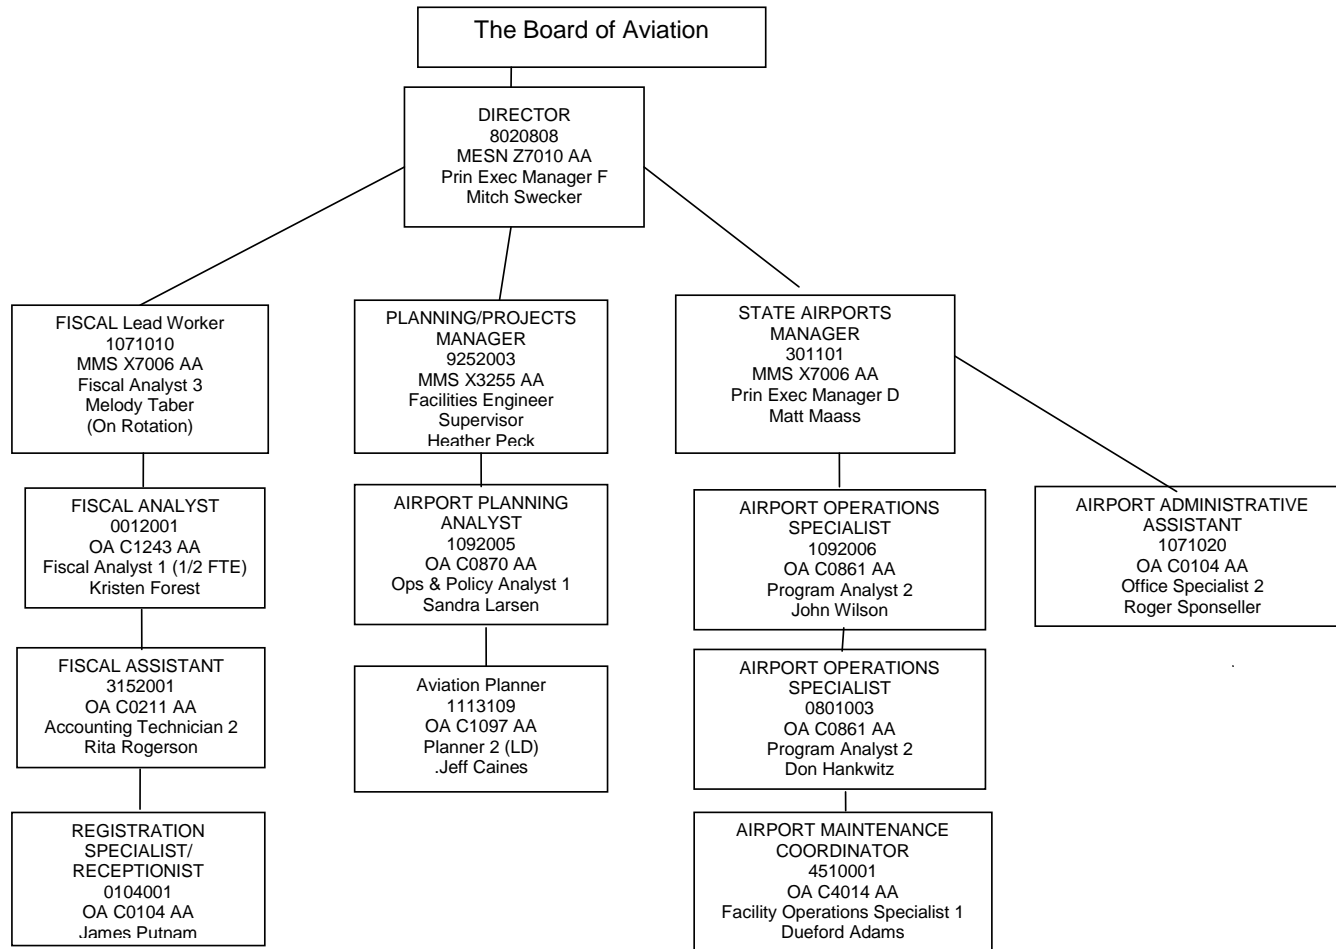 The Board of Aviation
DIRECTOR
8020808
MESN Z7010 AA
Prin Exec Manager F
Mitch Swecker
FISCAL Lead Worker
1071010
MMS X7006 AA
Fiscal Analyst 3
Melody Taber
(On Rotation)
PLANNING/PROJECTS
MANAGER
9252003
MMS X3255 AA
Facilities Engineer
Supervisor
Heather Peck
STATE AIRPORTS
MANAGER
301101
MMS X7006 AA
Prin Exec Manager D
Matt Maass
FISCAL ANALYST
0012001
OA C1243 AA
Fiscal Analyst 1 (1/2 FTE)
Kristen Forest
AIRPORT PLANNING
ANALYST
1092005
OA C0870 AA
Ops & Policy Analyst 1
Sandra Larsen
AIRPORT OPERATIONS
SPECIALIST
1092006
OA C0861 AA
Program Analyst 2
John Wilson
AIRPORT ADMINISTRATIVE
ASSISTANT
1071020
OA C0104 AA
Office Specialist 2
Roger Sponseller
FISCAL ASSISTANT
3152001
OA C0211 AA
Accounting Technician 2
Rita Rogerson
Aviation Planner
1113109
OA C1097 AA
Planner 2 (LD)
.Jeff Caines
AIRPORT OPERATIONS
SPECIALIST
0801003
OA C0861 AA
Program Analyst 2
Don Hankwitz
REGISTRATION
SPECIALIST/
RECEPTIONIST
0104001
OA C0104 AA
James Putnam
AIRPORT MAINTENANCE
COORDINATOR
4510001
OA C4014 AA
Facility Operations Specialist 1
Dueford Adams